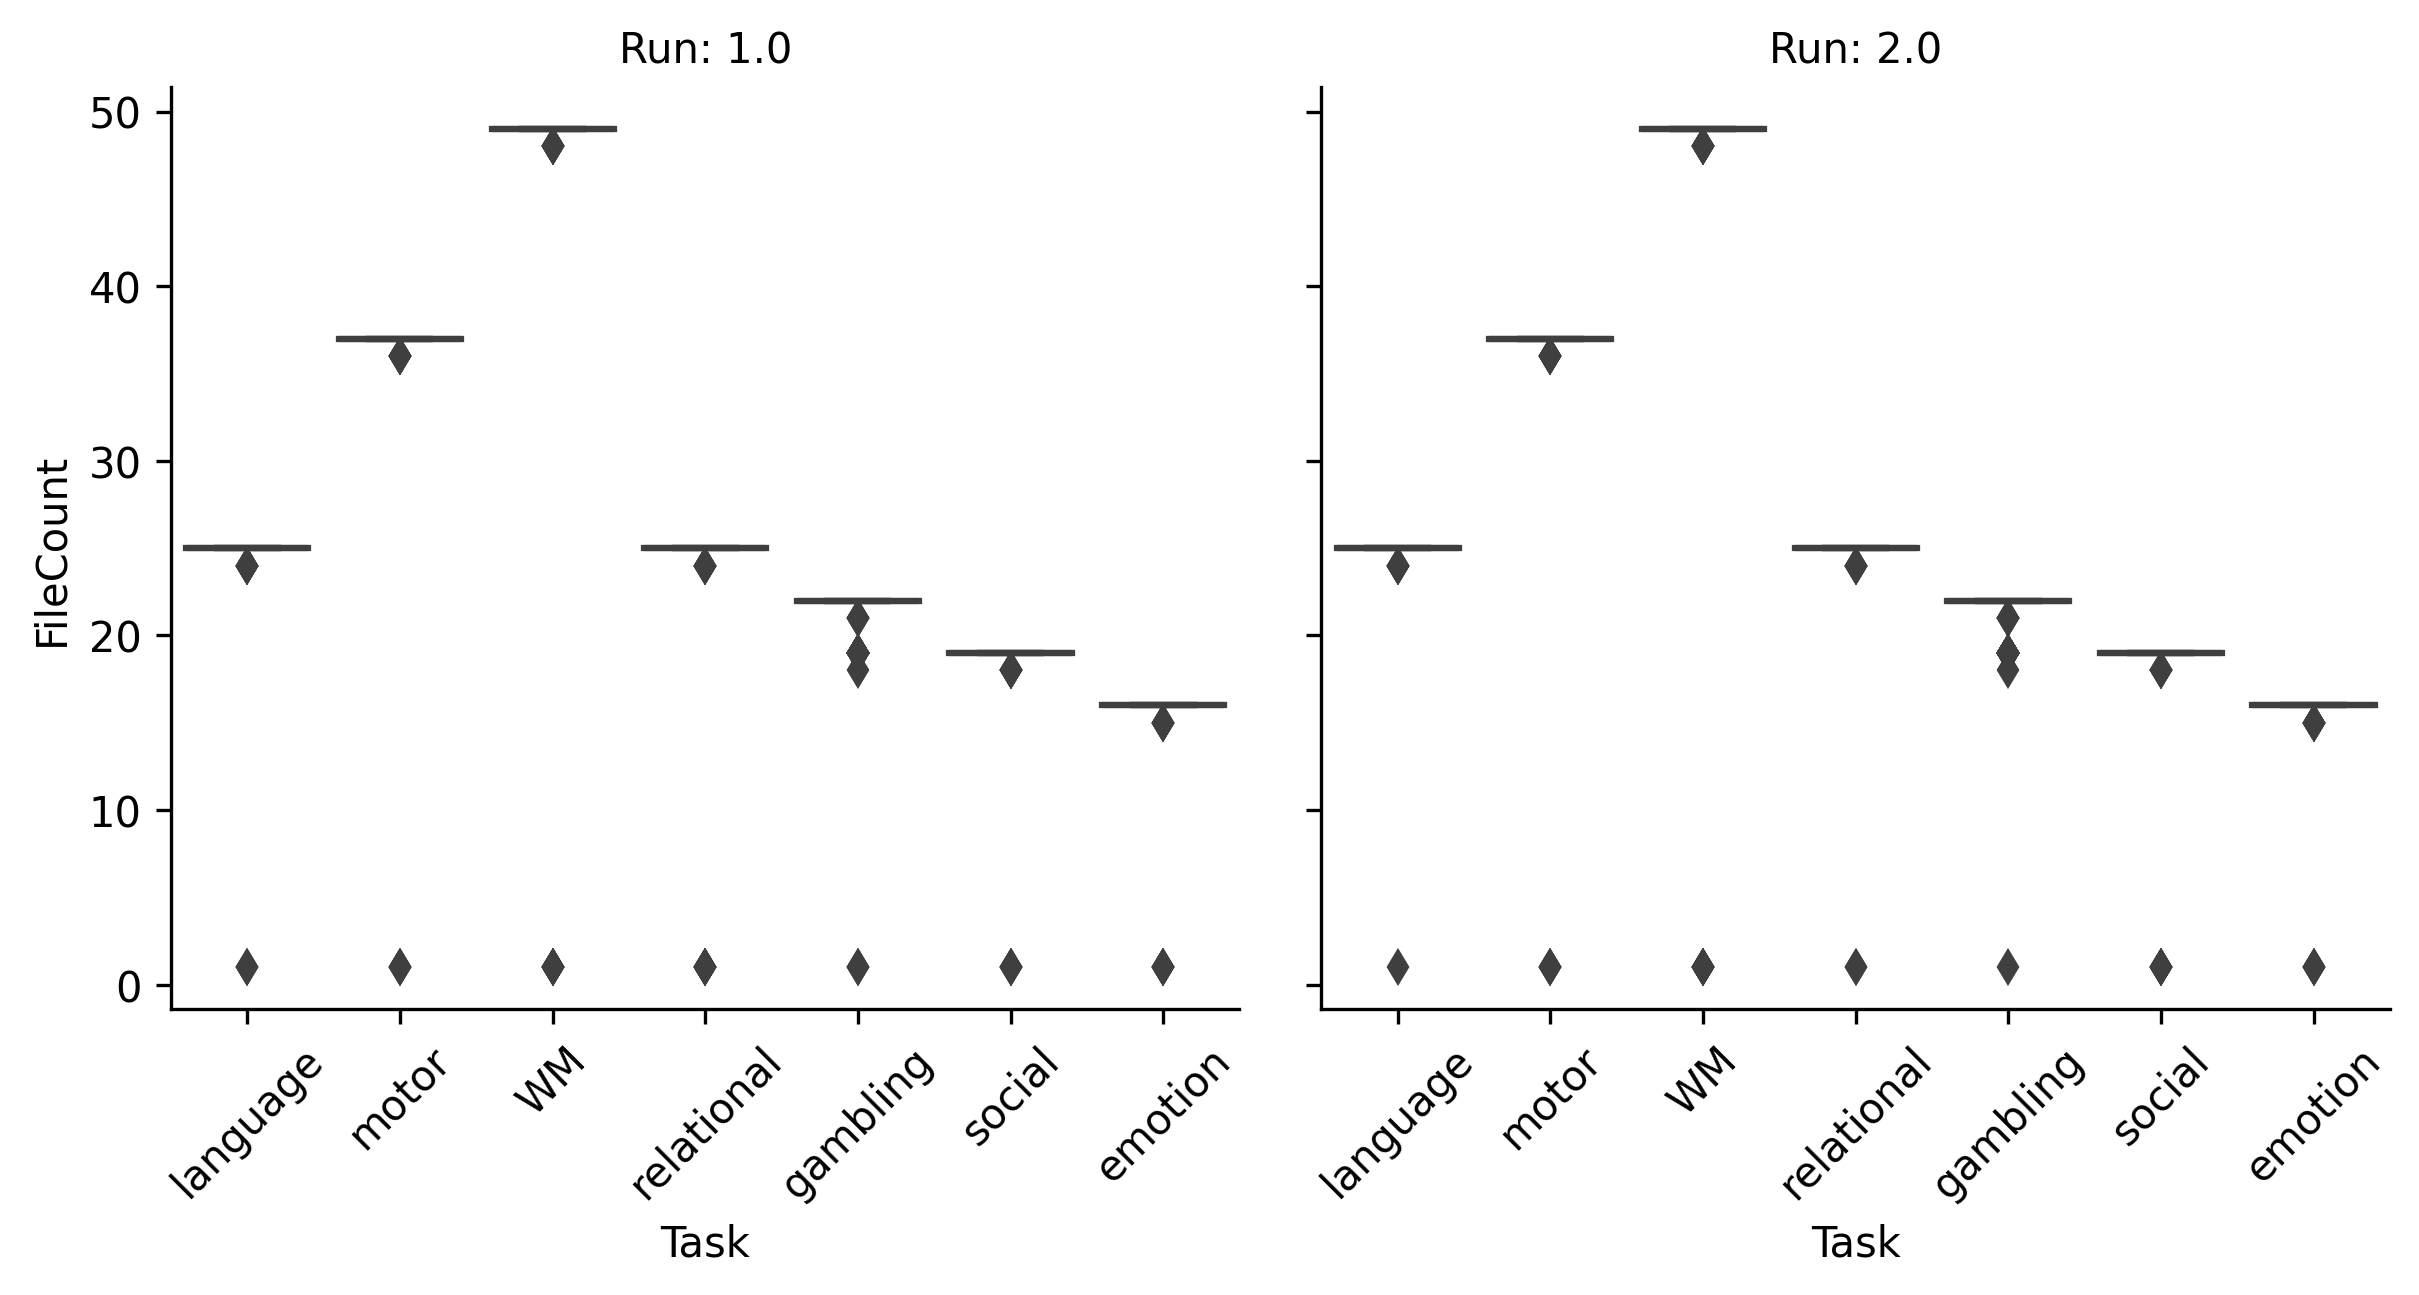 Run: 1.0
Run: 2.0
FileCount
50
40
30
20
10
0
language
motor
WM
relational
gambling
social
emotion
Task
language
motor
WM
relational
gambling
social
emotion
Task